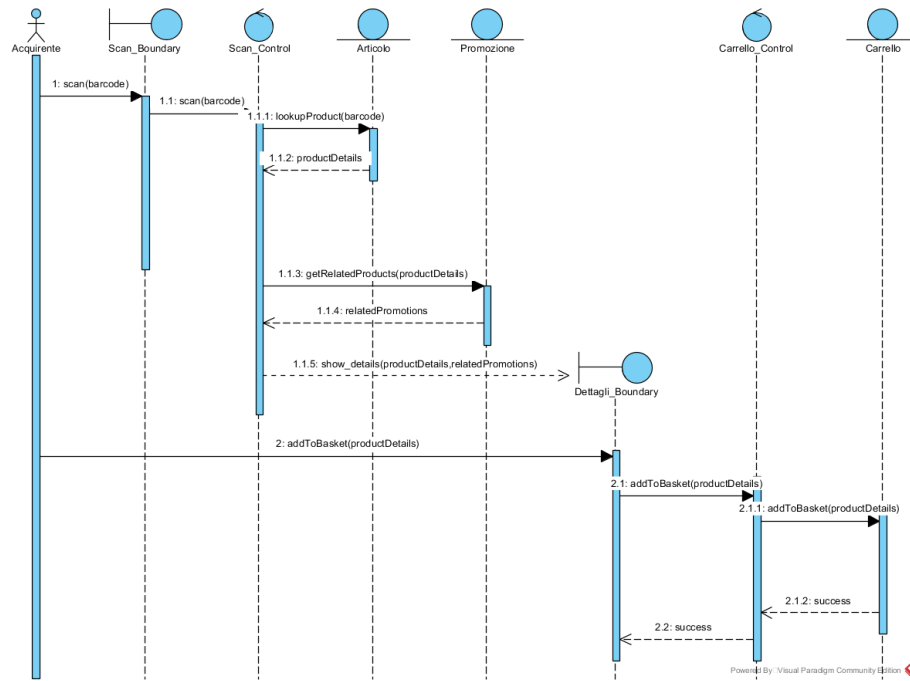 Acquirente
Scan_Boundary
Scan_Control
Articolo
Promozione
Carrello_Control
Carrello
1: scan(barcode)
1.1: scan(barcode)
1.1.1: lookupProduct(barcode)
1.1.2: productDetails
1.1.3: getRelatedProducts(productDetails)
1.1.4: relatedPromotions
1.1.5: show_details(productDetails,relatedPromotions)
Dettagli_Boundary
2: addToBasket(productDetails)
2.1: addToBasket(productDetails)
2.1.1: addToBasket(productDetails)
2.1.2: success
2.2: success
Powered By Visual Paradigm Community Edition